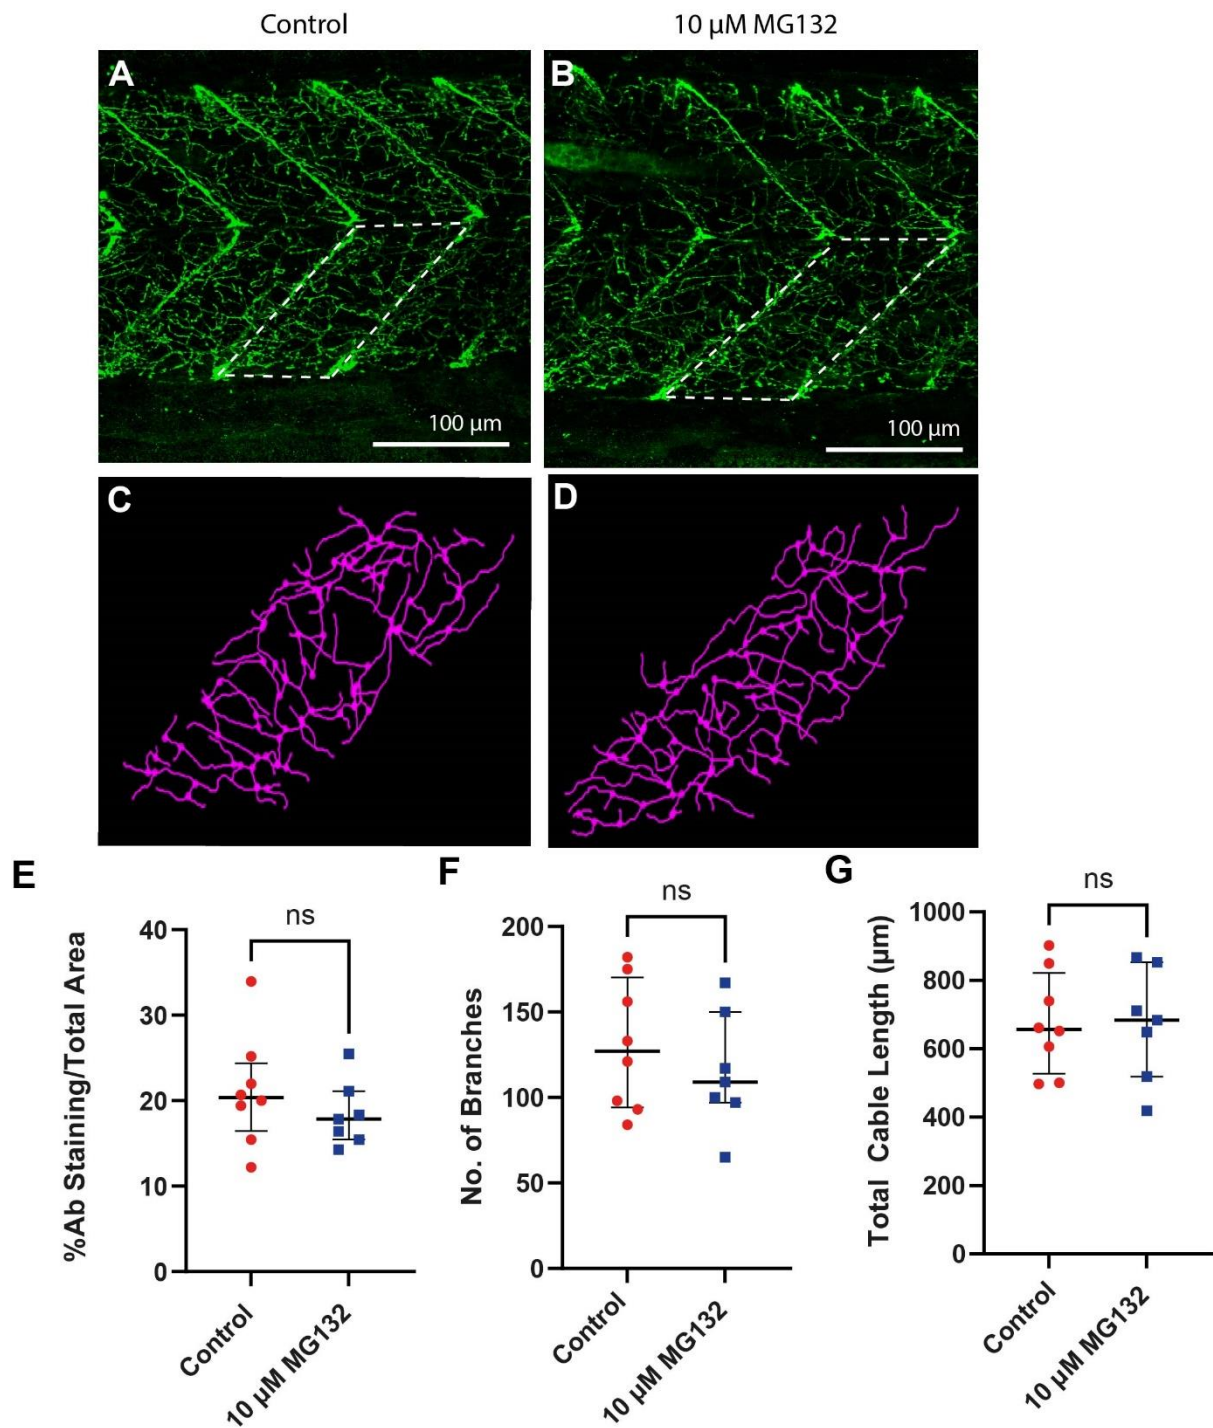 Control
10 µM MG132
A
B
100 µm
100 µm
C
D
E
F
G
ns
ns
ns
%Ab Staining/Total Area
40
30
20
10
0
Control
10 µM MG132
No. of Branches
200
150
100
50
0
Control
10 µM MG132
Total Cable Length (µm)
1000
800
600
400
200
0
Control
10 µM MG132